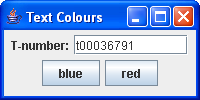 Text Colours
T-number: t00036791
blue red